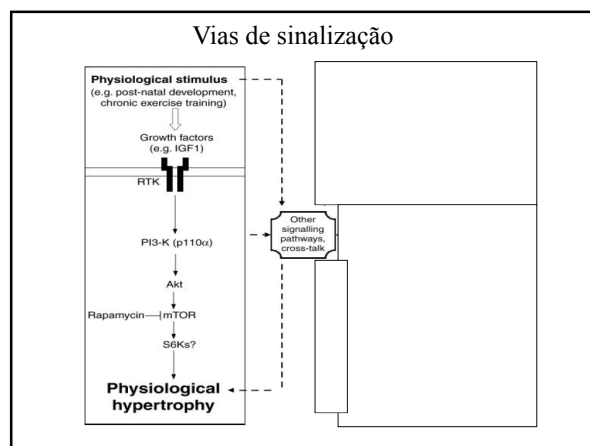 Vias de sinalização
Physiological stimulus
(e.g. post-natal development,
chronic exercise training)
Growth factors
(e.g. IGF1)
RTK
PI3-K (p110α)
Akt
Rapamycin mTOR
S6Ks?
Physiological
hypertrophy
Other
signalling
pathways,
cross-talk